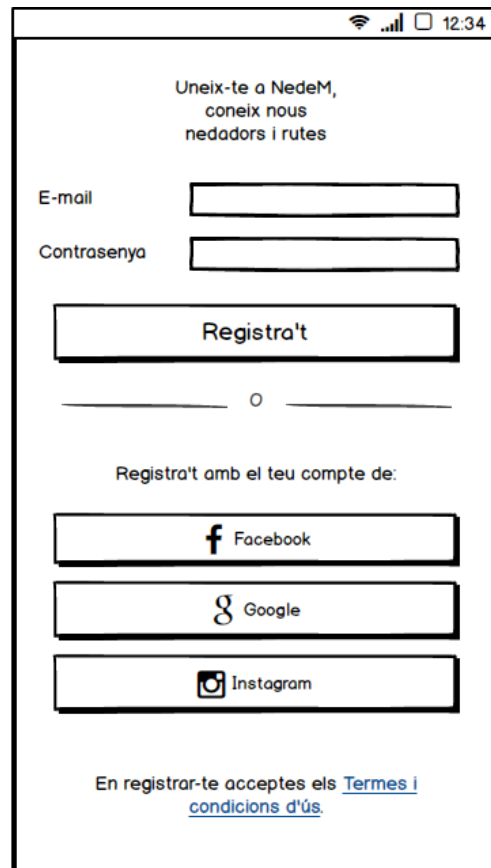 12:34
Uneix-te a NedeM,
coneix nous
nedadors i rutes
E-mail
Contrasenya
Registra't
O
Registra't amb el teu compte de:
Facebook
Google
Instagram
En registrar-te acceptes els Termes i
condicions d'ús.